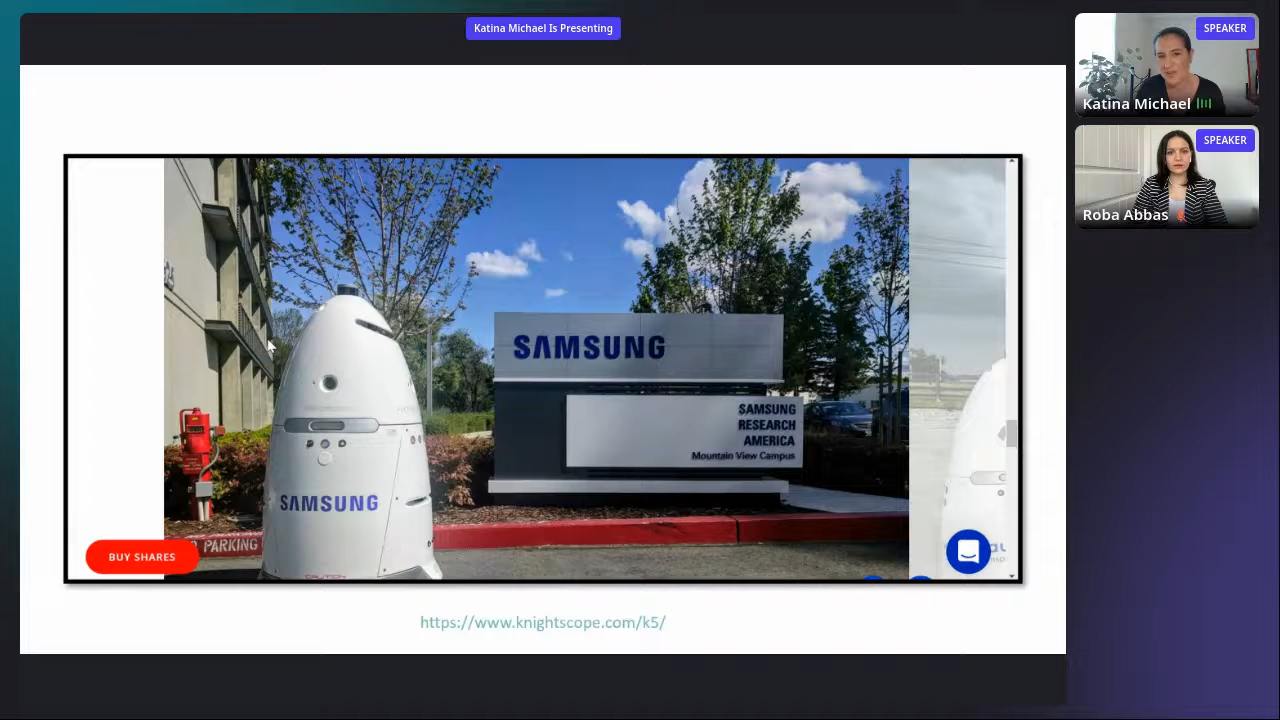 Katina Michael Is Presenting
SPEAKER
Katina Michael
SPEAKER
Roba Abbas
SAMSUNG
SAMSUNG
RESEARCH
AMERICA
Mountain View Campus
SAMSUNG
PARKING
BUY SHARES
https://www.knightscope.com/k5/